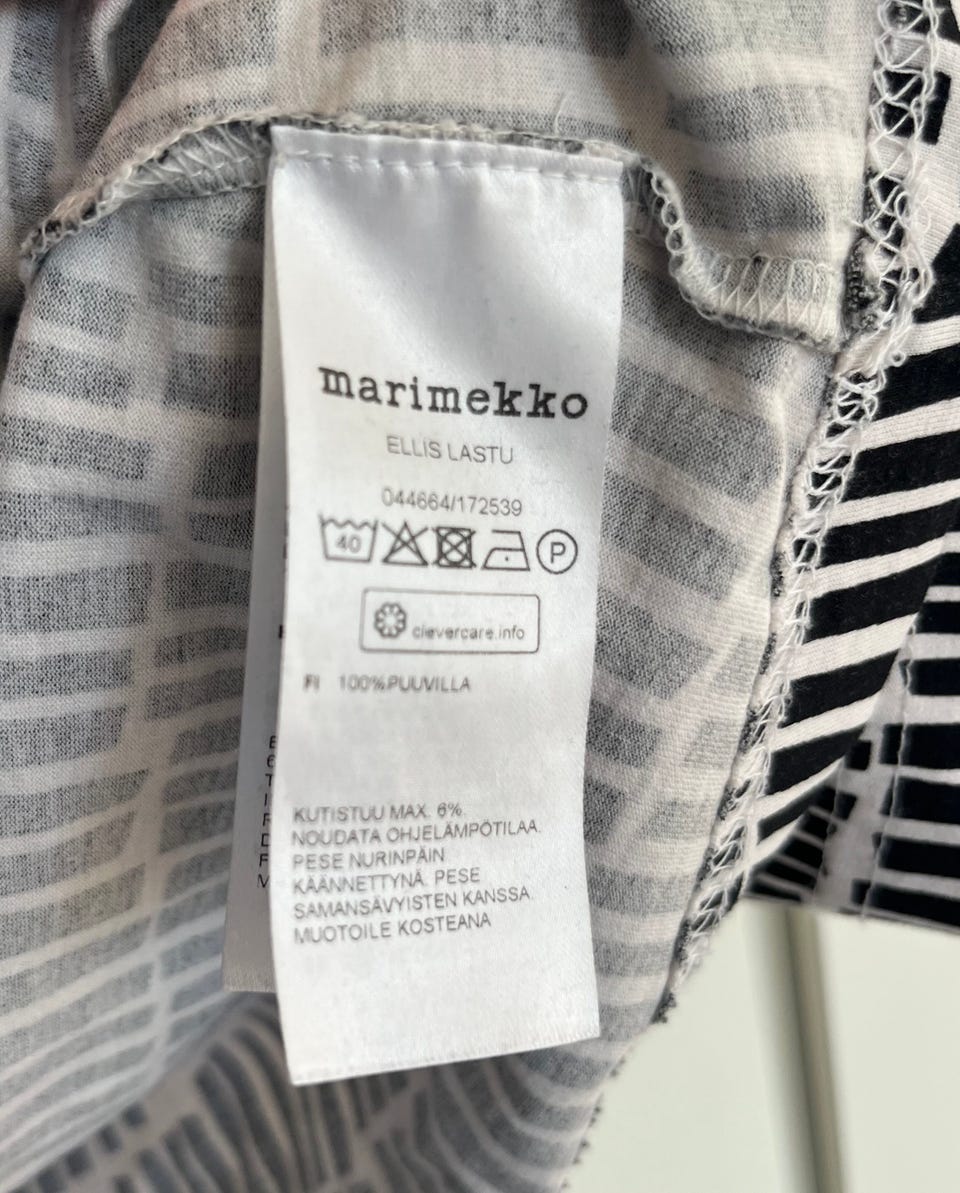 marimekko
ELLIS LASTU
044664/172539
40
P
clevercare.info
FI 100%PUUVILLA
KUTISTUU MAX. 6%.
NOUDATA OHJELÄMPÖTILAA.
PESE NURINPÄIN
KÄÄNNETTYNÄ. PESE
SAMANSÄVYISTEN KANSSA.
MUOTOILE KOSTEANA